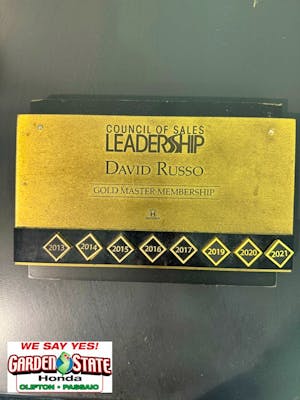 COUNCIL OF SALES
LEADERSHIP
DAVID RUSSO
GOLD MASTER MEMBERSHIP
H
2013 2014 2015 2016 2017 2019 2020 2021
WE SAY YES!
GARDEN STATE
Honda
CLIFTON • PASSAIC